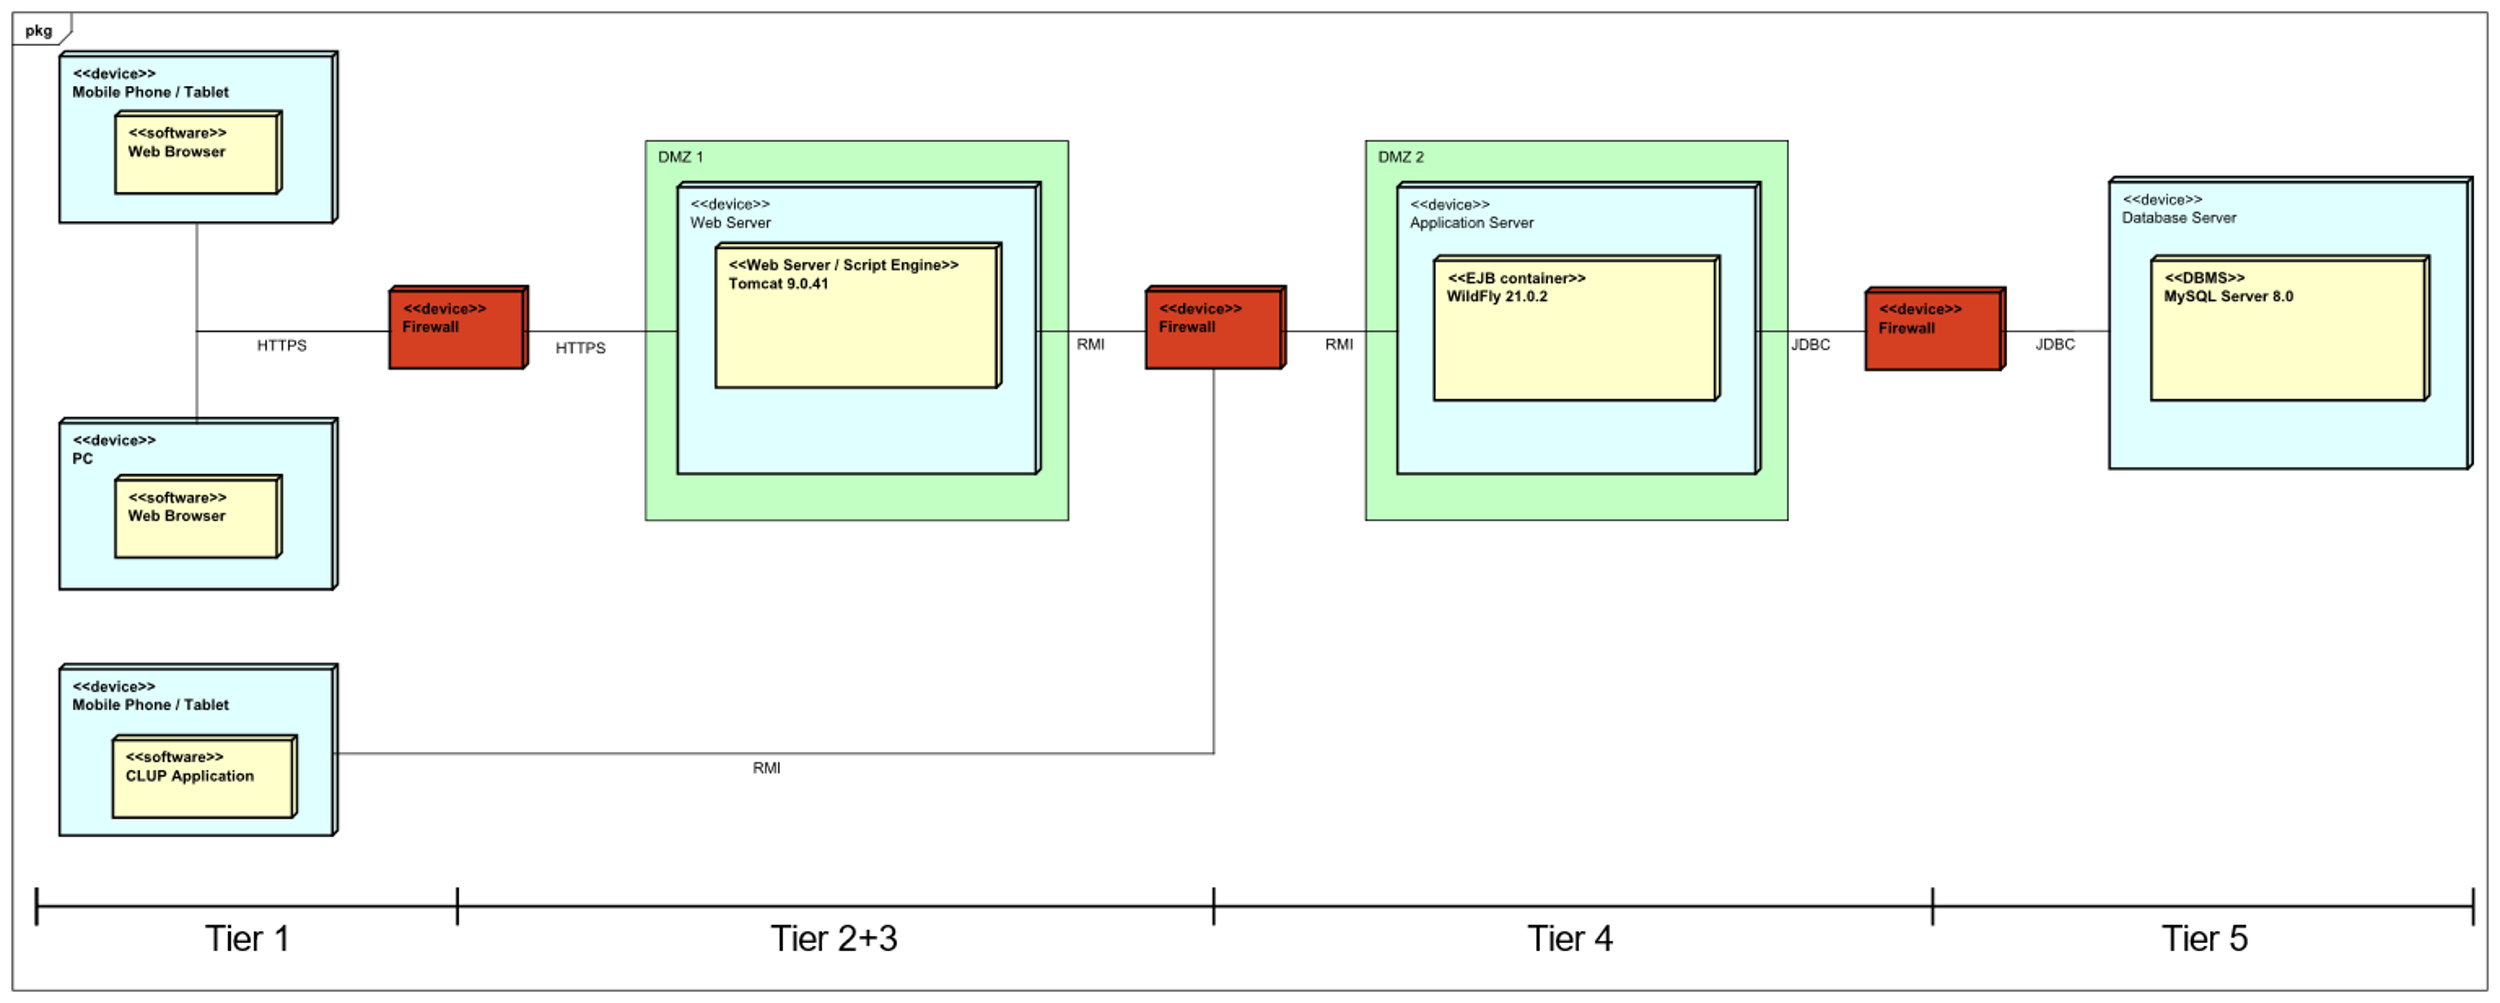 pkg
<<device>>
Mobile Phone / Tablet
<<software>>
Web Browser
HTTPS
<<device>>
Firewall
HTTPS
DMZ 1
<<device>>
Web Server
<<Web Server / Script Engine>>
Tomcat 9.0.41
RMI
<<device>>
Firewall
RMI
DMZ 2
<<device>>
Application Server
<<EJB container>>
WildFly 21.0.2
JDBC
<<device>>
Firewall
JDBC
<<device>>
Database Server
<<DBMS>>
MySQL Server 8.0
<<device>>
PC
<<software>>
Web Browser
<<device>>
Mobile Phone / Tablet
<<software>>
CLUP Application
RMI
Tier 1
Tier 2+3
Tier 4
Tier 5